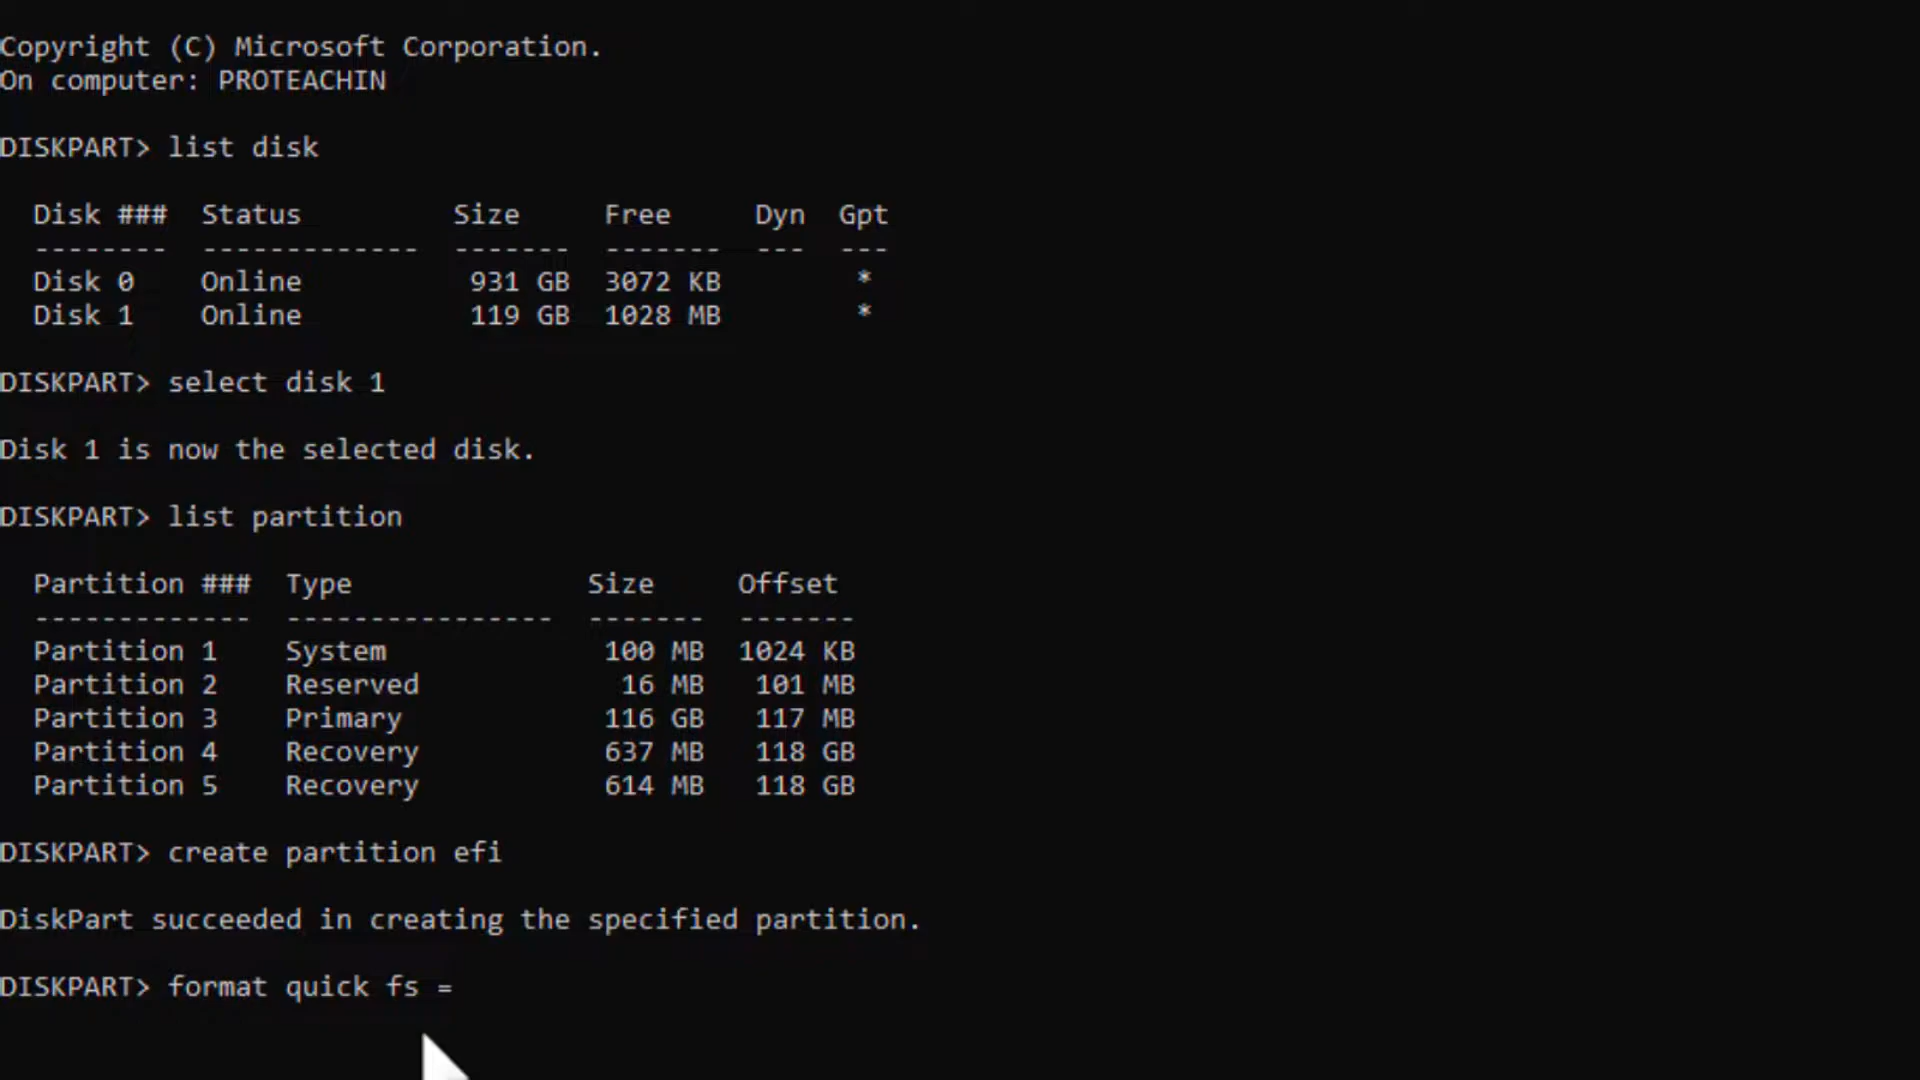 Copyright (C) Microsoft Corporation.
On computer: PROTEACHIN
DISKPART> list disk
Disk ###  Status         Size     Free     Dyn  Gpt
--------  -------------  -------  -------  ---  ---
Disk 0    Online          931 GB  3072 KB        *
Disk 1    Online          119 GB  1028 MB        *
DISKPART> select disk 1
Disk 1 is now the selected disk.
DISKPART> list partition
Partition ###  Type              Size     Offset
-------------  ----------------  -------  -------
Partition 1    System             100 MB  1024 KB
Partition 2    Reserved            16 MB   101 MB
Partition 3    Primary            116 GB   117 MB
Partition 4    Recovery           637 MB   118 GB
Partition 5    Recovery           614 MB   118 GB
DISKPART> create partition efi
DiskPart succeeded in creating the specified partition.
DISKPART> format quick fs =